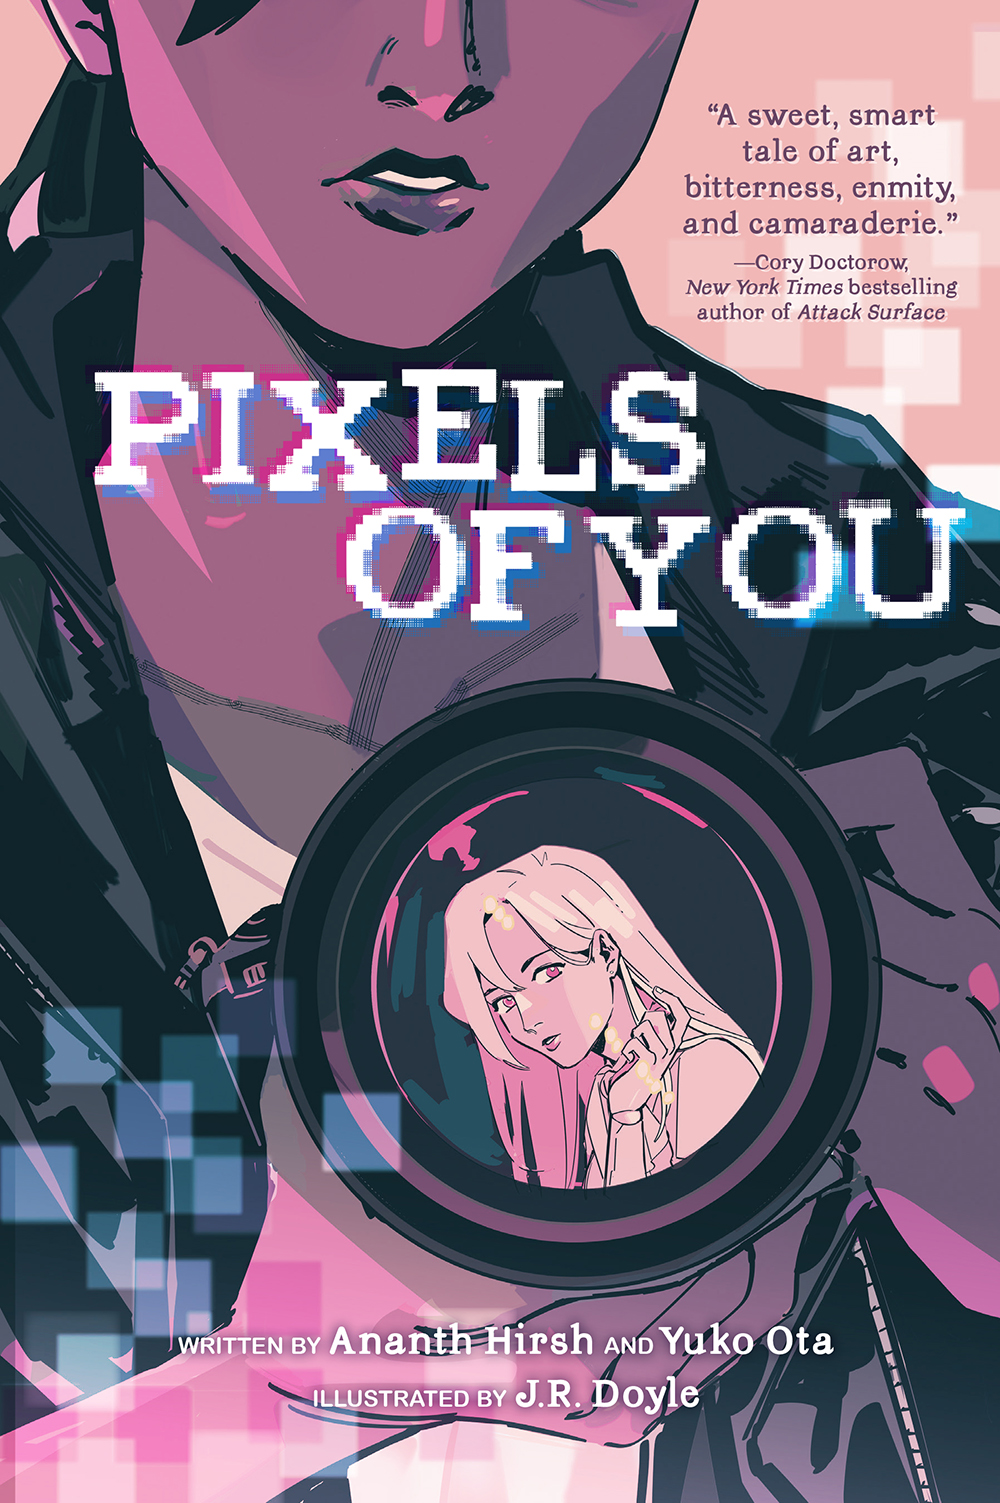 “A sweet, smart
tale of art,
bitterness, enmity,
and camaraderie.”
—Cory Doctorow,
New York Times bestselling
author of Attack Surface
PIXELS
OF YOU
WRITTEN BY Ananth Hirsh AND Yuko Ota
ILLUSTRATED BY J.R. Doyle